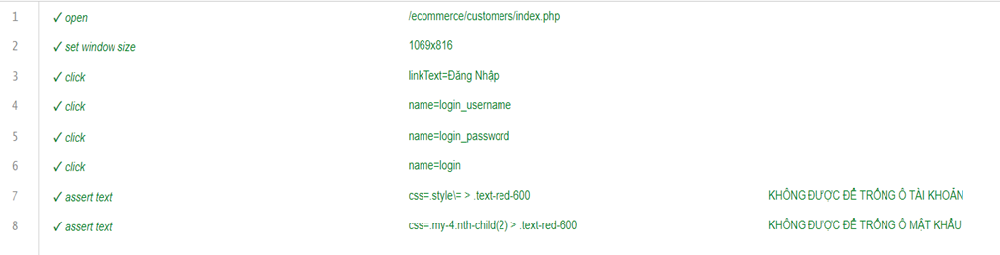 1 ✓ open /ecommerce/customers/index.php
2 ✓ set window size 1069x816
3 ✓ click linkText=Đăng Nhập
4 ✓ click name=login_username
5 ✓ click name=login_password
6 ✓ click name=login
7 ✓ assert text css=.style\= > .text-red-600 KHÔNG ĐƯỢC ĐỂ TRỐNG Ô TÀI KHOẢN
8 ✓ assert text css=.my-4:nth-child(2) > .text-red-600 KHÔNG ĐƯỢC ĐỂ TRỐNG Ô MẬT KHẨU